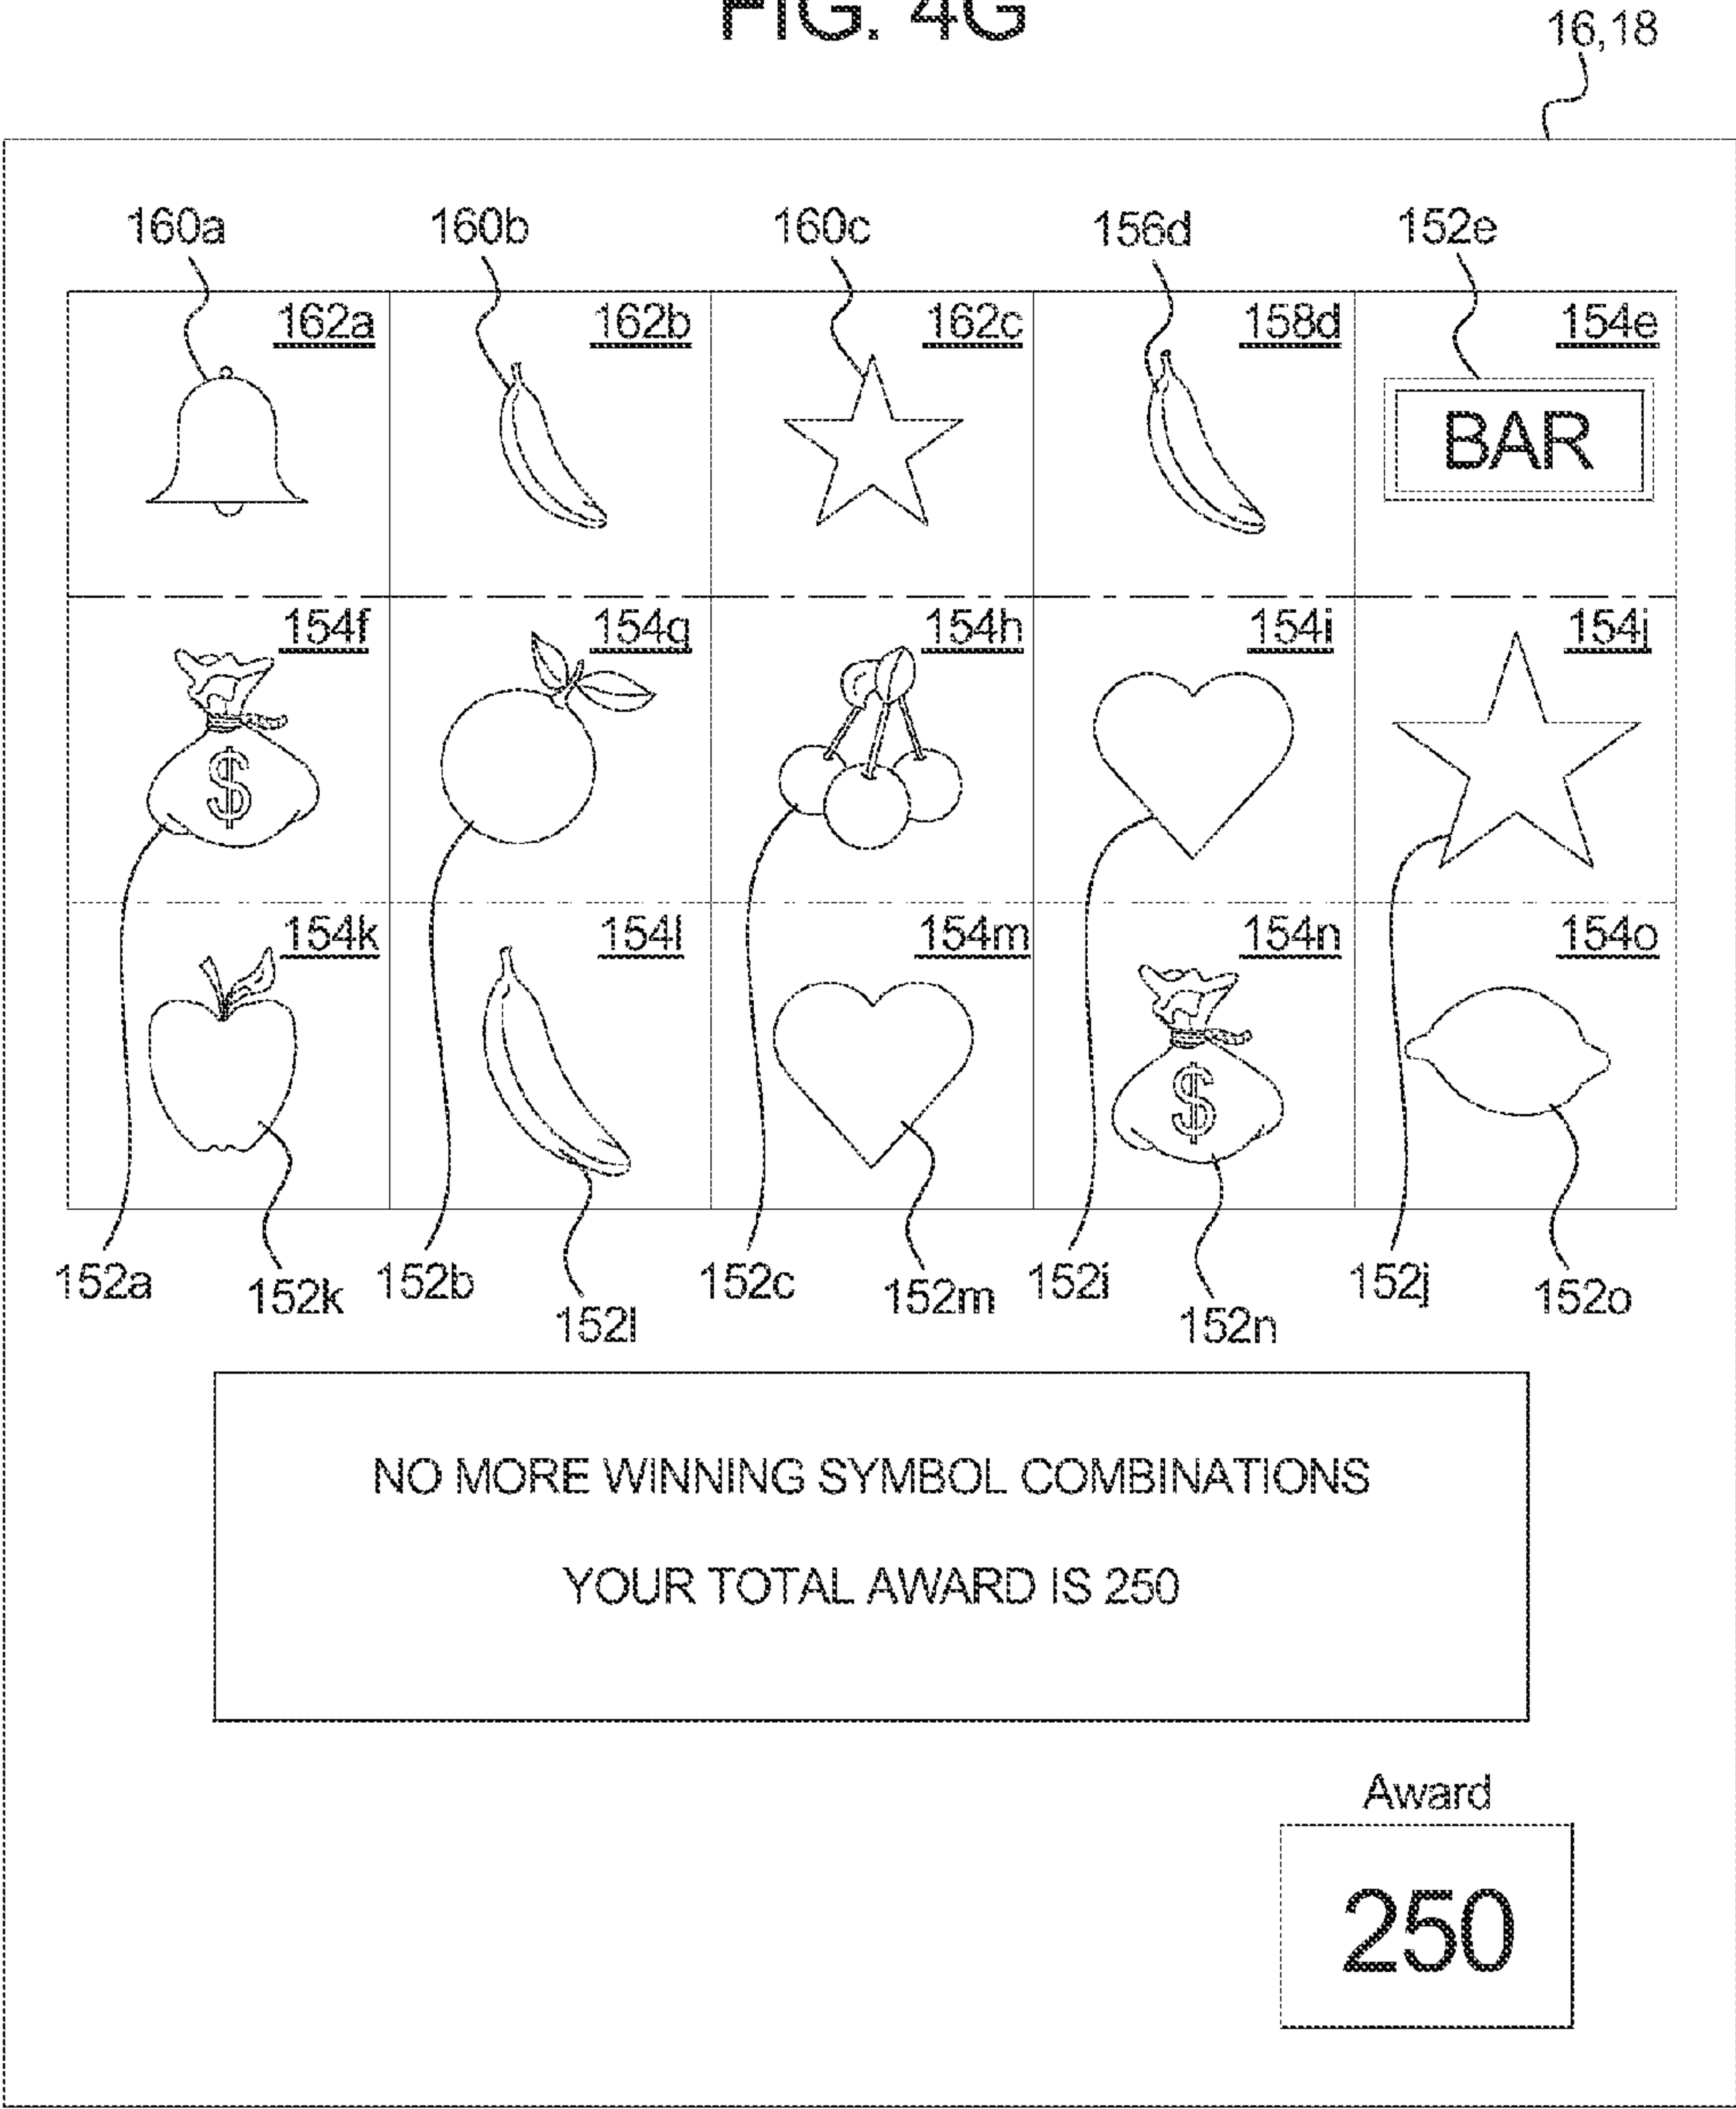 FIG. 4G
16,18
160a 160b 160c 156d 152e
162a 162b 162c 158d 154e
BAR
154f 154g 154h 154i 154j
$
154k 154l 154m 154n 154o
$
152a 152k 152b 152l 152c 152m 152i 152n 152j 152o
NO MORE WINNING SYMBOL COMBINATIONS
YOUR TOTAL AWARD IS 250
Award
250